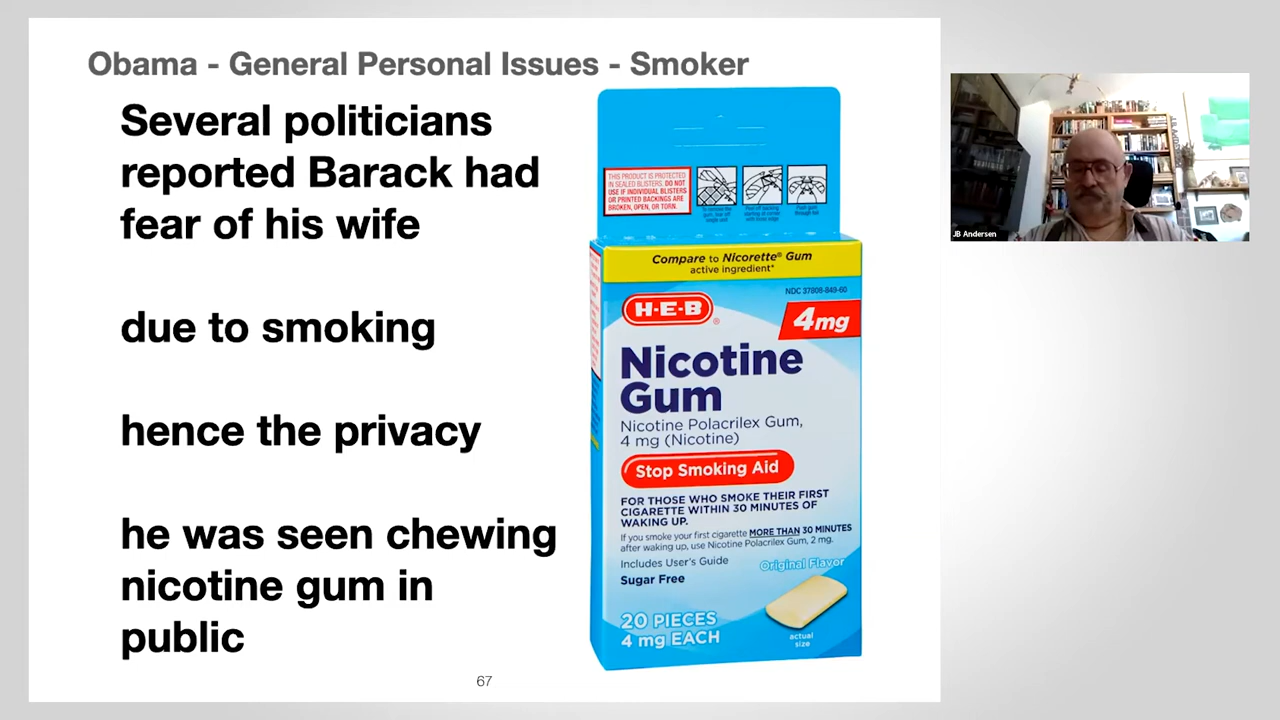 Obama - General Personal Issues - Smoker
Several politicians
reported Barack had
fear of his wife
due to smoking
hence the privacy
he was seen chewing
nicotine gum in
public
67
THIS PRODUCT IS PROTECTED
IN SEALED BLISTERS. DO NOT
USE IF INDIVIDUAL BLISTERS
OR PRINTED BACKINGS ARE
BROKEN, OPEN, OR TORN.
Compare to Nicorette® Gum
active ingredient*
NDC 37808-849-60
H-E-B
®
4mg
Nicotine
Gum
Nicotine Polacrilex Gum,
4 mg (Nicotine)
Stop Smoking Aid
FOR THOSE WHO SMOKE THEIR FIRST
CIGARETTE WITHIN 30 MINUTES OF
WAKING UP.
If you smoke your first cigarette MORE THAN 30 MINUTES
after waking up, use Nicotine Polacrilex Gum, 2 mg.
Includes User's Guide
Sugar Free
Original Flavor
20 PIECES
4 mg EACH
actual
size
JB Andersen